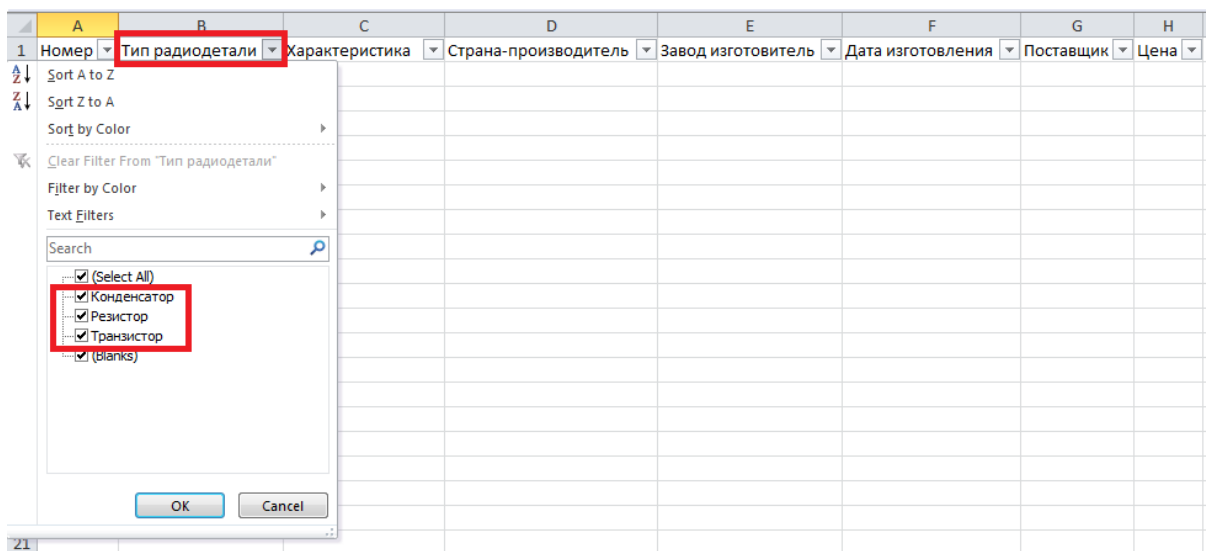 A B C D E F G H
1 Номер Тип радиодетали Характеристика Страна-производитель Завод изготовитель Дата изготовления Поставщик Цена
Sort A to Z
Sort Z to A
Sort by Color
Clear Filter From "Тип радиодетали"
Filter by Color
Text Filters
Search
(Select All)
Конденсатор
Резистор
Транзистор
(Blanks)
OK Cancel
21